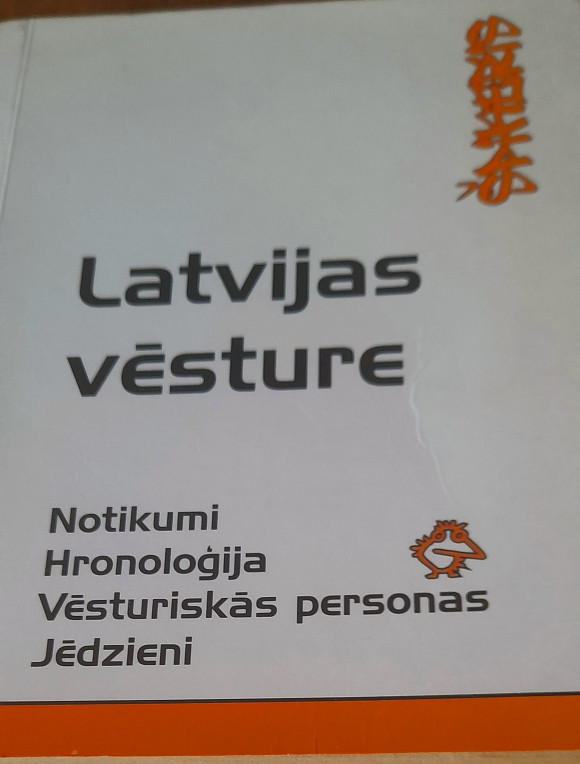 Latvijas
vēsture
Notikumi
Hronoloģija
Vēsturiskās personas
Jēdzieni